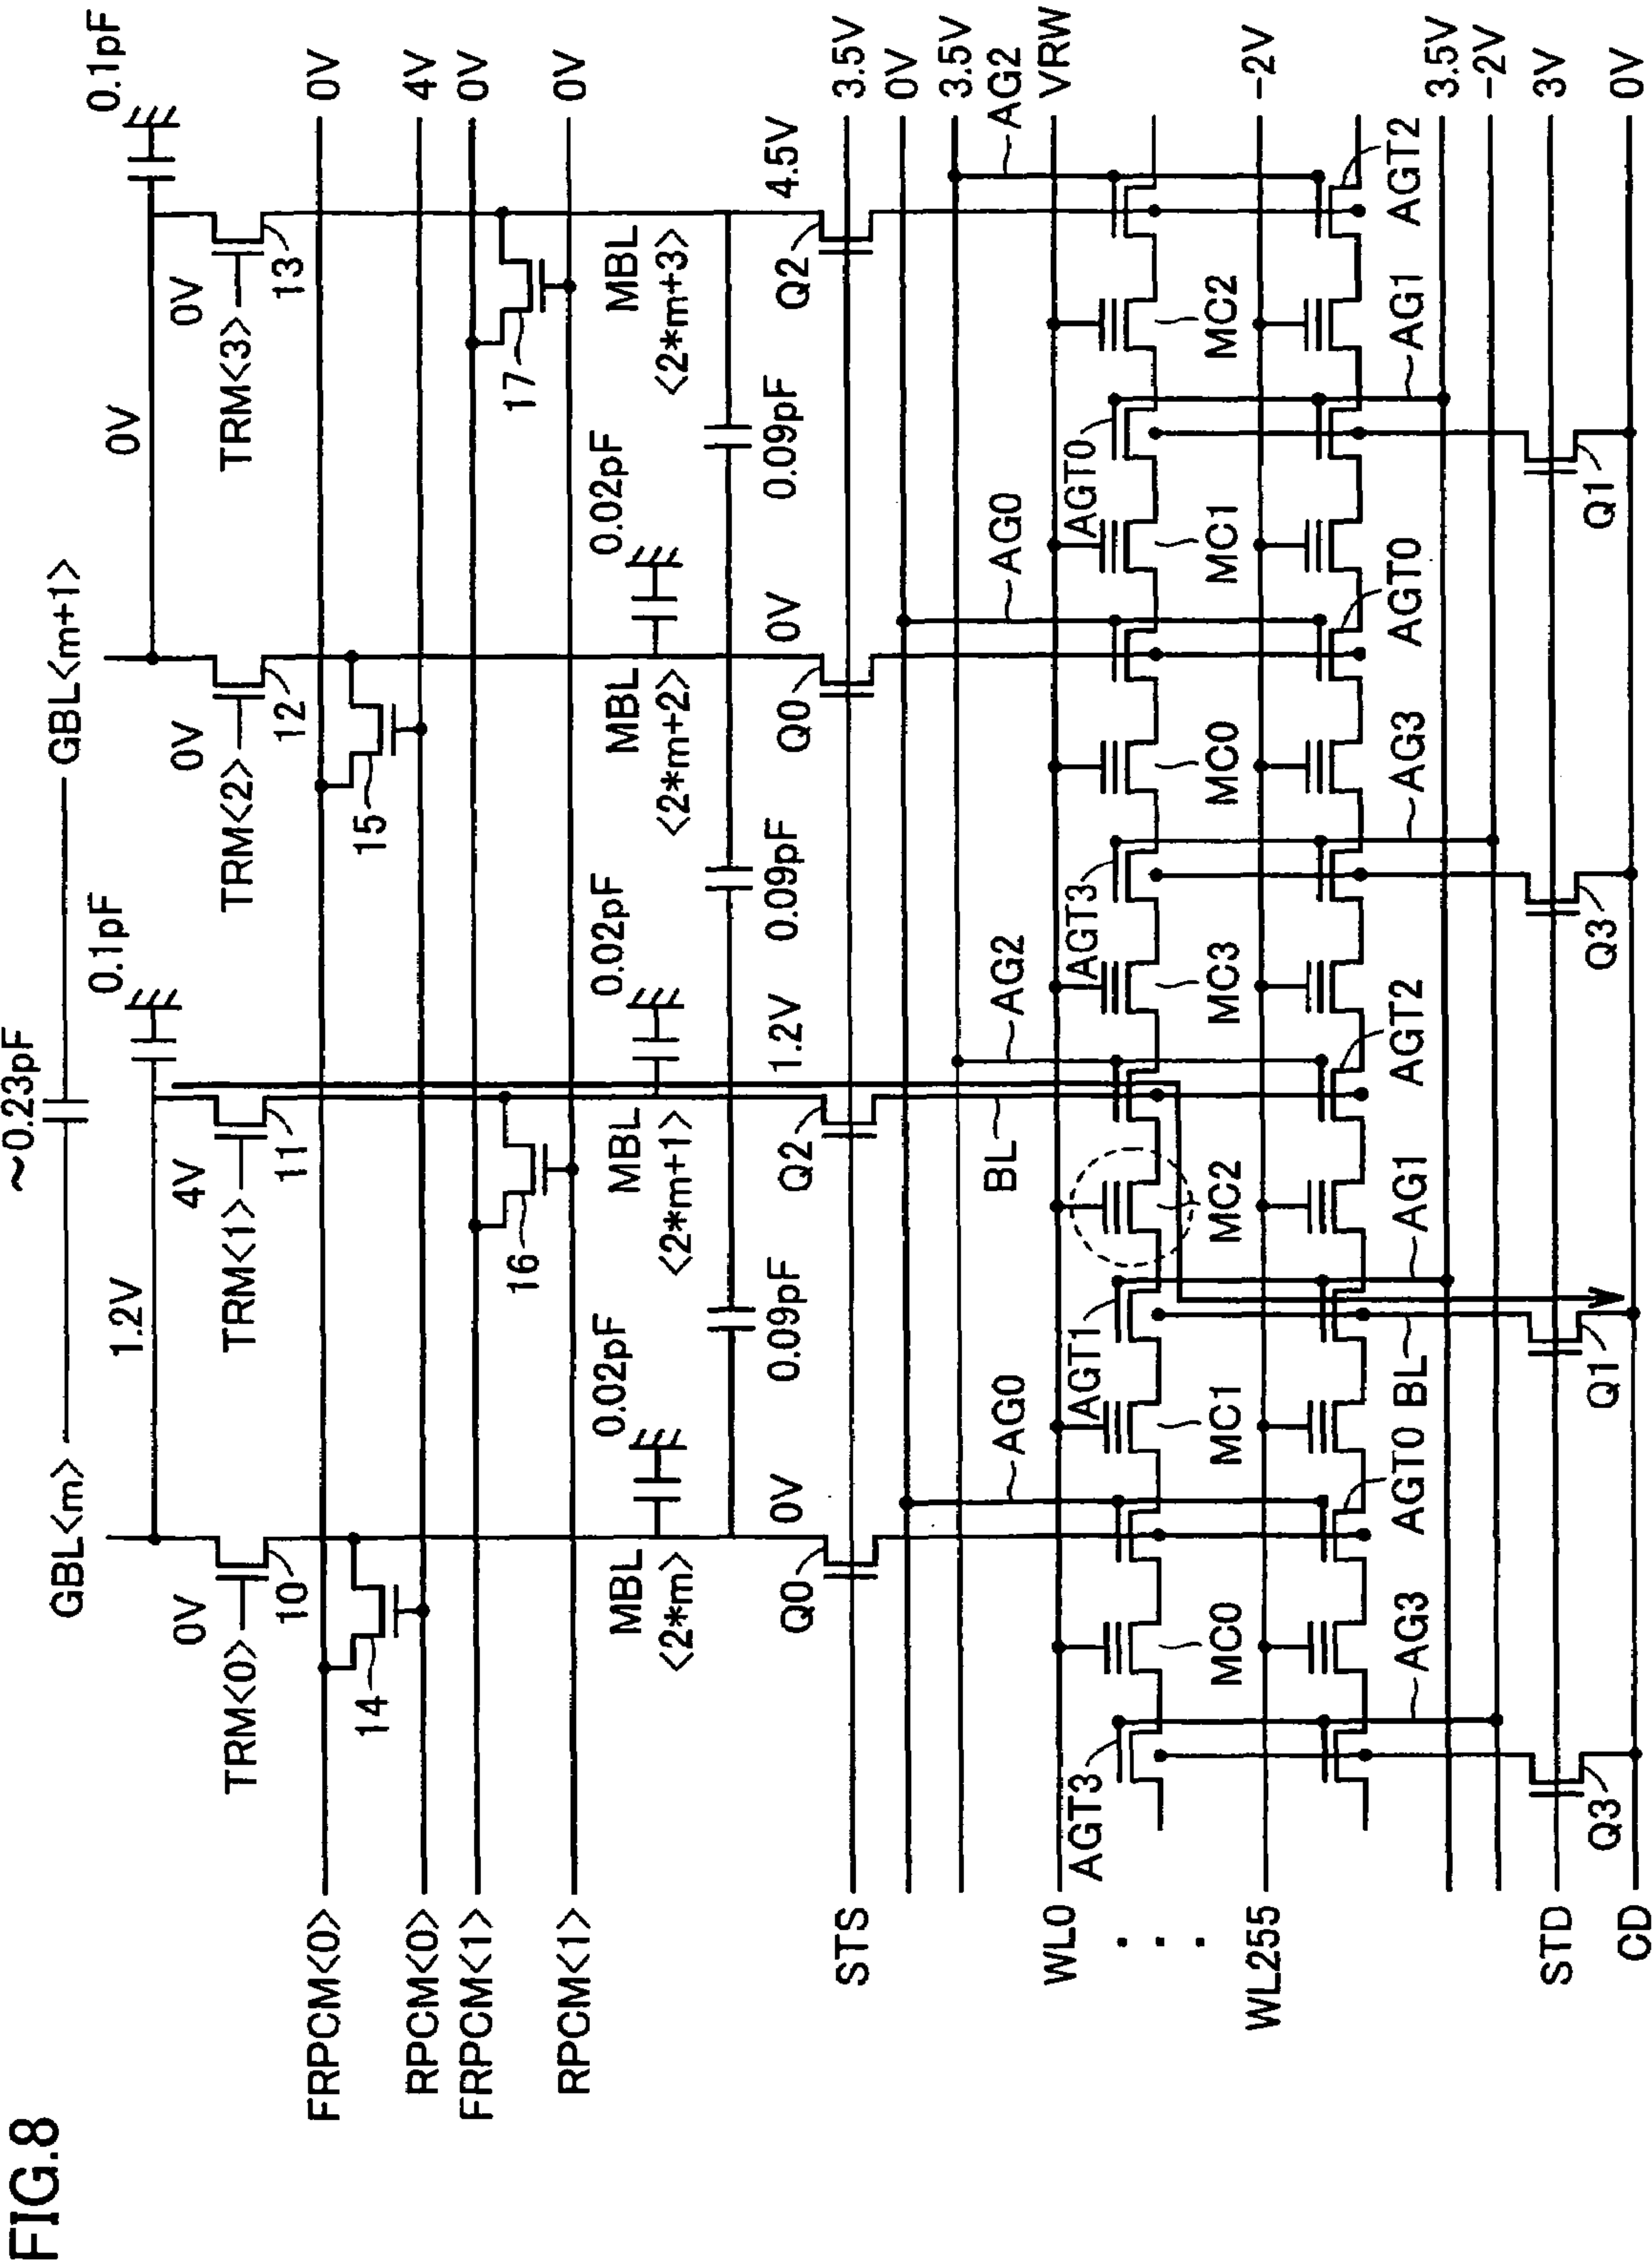 FIG.8
~0.23pF
GBL<m>
GBL<m+1>
0.1pF
0.1pF
1.2V
0V
0V
4V
0V
0V
TRM<0>
TRM<1>
TRM<2>
TRM<3>
10
11
12
13
FRPCM<0>
0V
14
15
RPCM<0>
4V
FRPCM<1>
0V
16
17
RPCM<1>
0V
0.02pF
0.02pF
0.02pF
MBL
<2*m>
MBL
<2*m+1>
MBL
<2*m+2>
MBL
<2*m+3>
0.09pF
0.09pF
0.09pF
0V
1.2V
0V
4.5V
Q0
Q2
Q0
Q2
STS
3.5V
0V
3.5V
AG0
BL
AG2
AG0
AG2
WL0
VRW
AGT3
AGT1
AGT3
AGT0
MC0
MC1
MC2
MC3
MC0
MC1
MC2
WL255
-2V
AG3
AGT0
BL
AG1
AGT2
AG3
AGT0
AG1
AGT2
3.5V
-2V
STD
3V
Q3
Q1
Q3
Q1
CD
0V